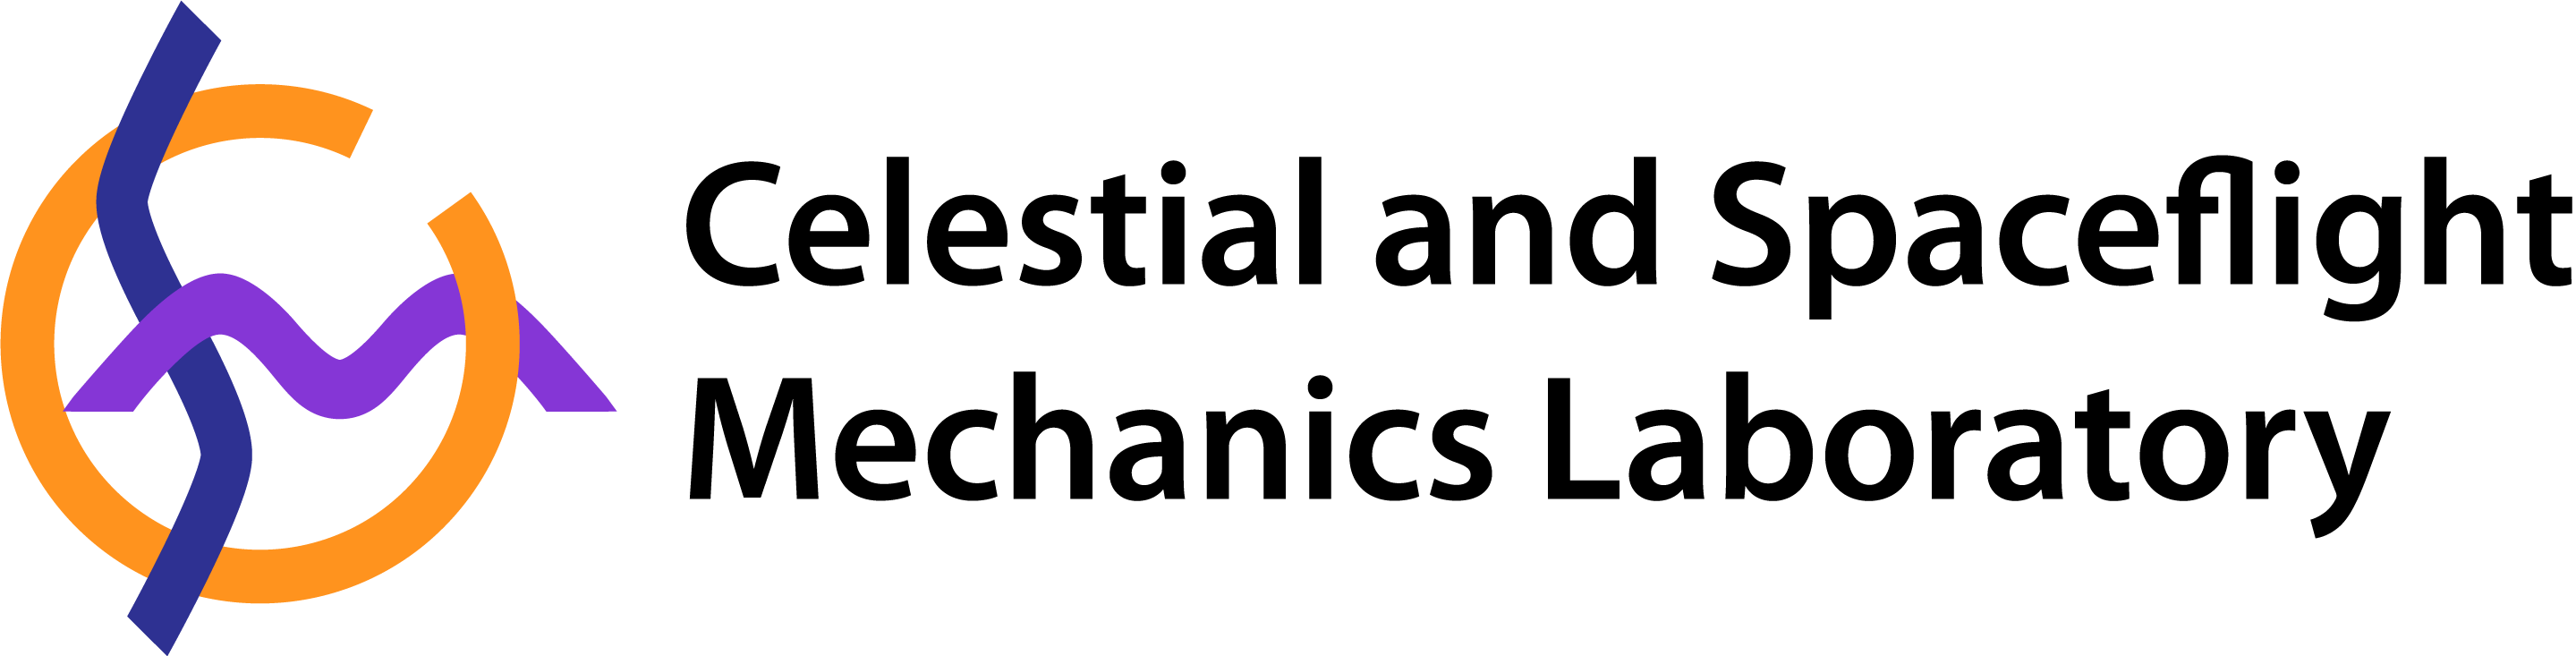 Celestial and Spaceflight
Mechanics Laboratory